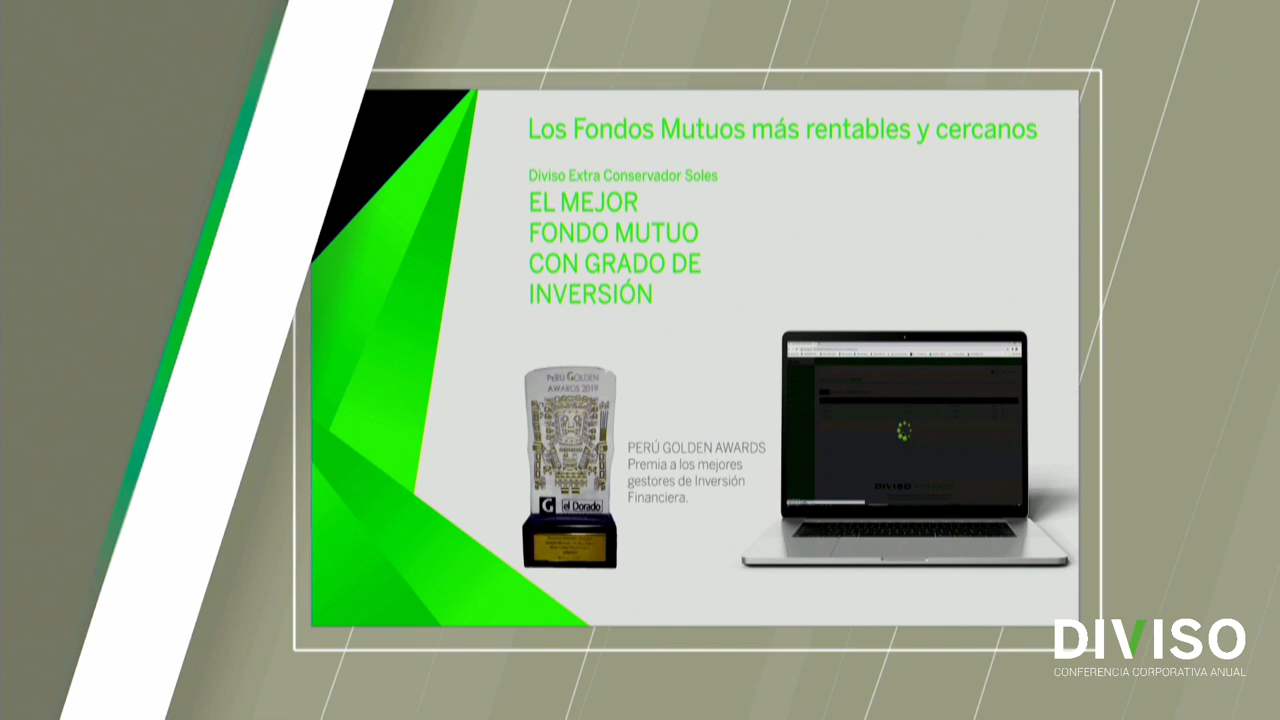 Los Fondos Mutuos más rentables y cercanos
Diviso Extra Conservador Soles
EL MEJOR
FONDO MUTUO
CON GRADO DE
INVERSIÓN
PERÚ GOLDEN
AWARDS 2019
G el Dorado
PERÚ GOLDEN AWARDS
Premia a los mejores
gestores de Inversión
Financiera.
DIVISO
DIVISO
CONFERENCIA CORPORATIVA ANUAL